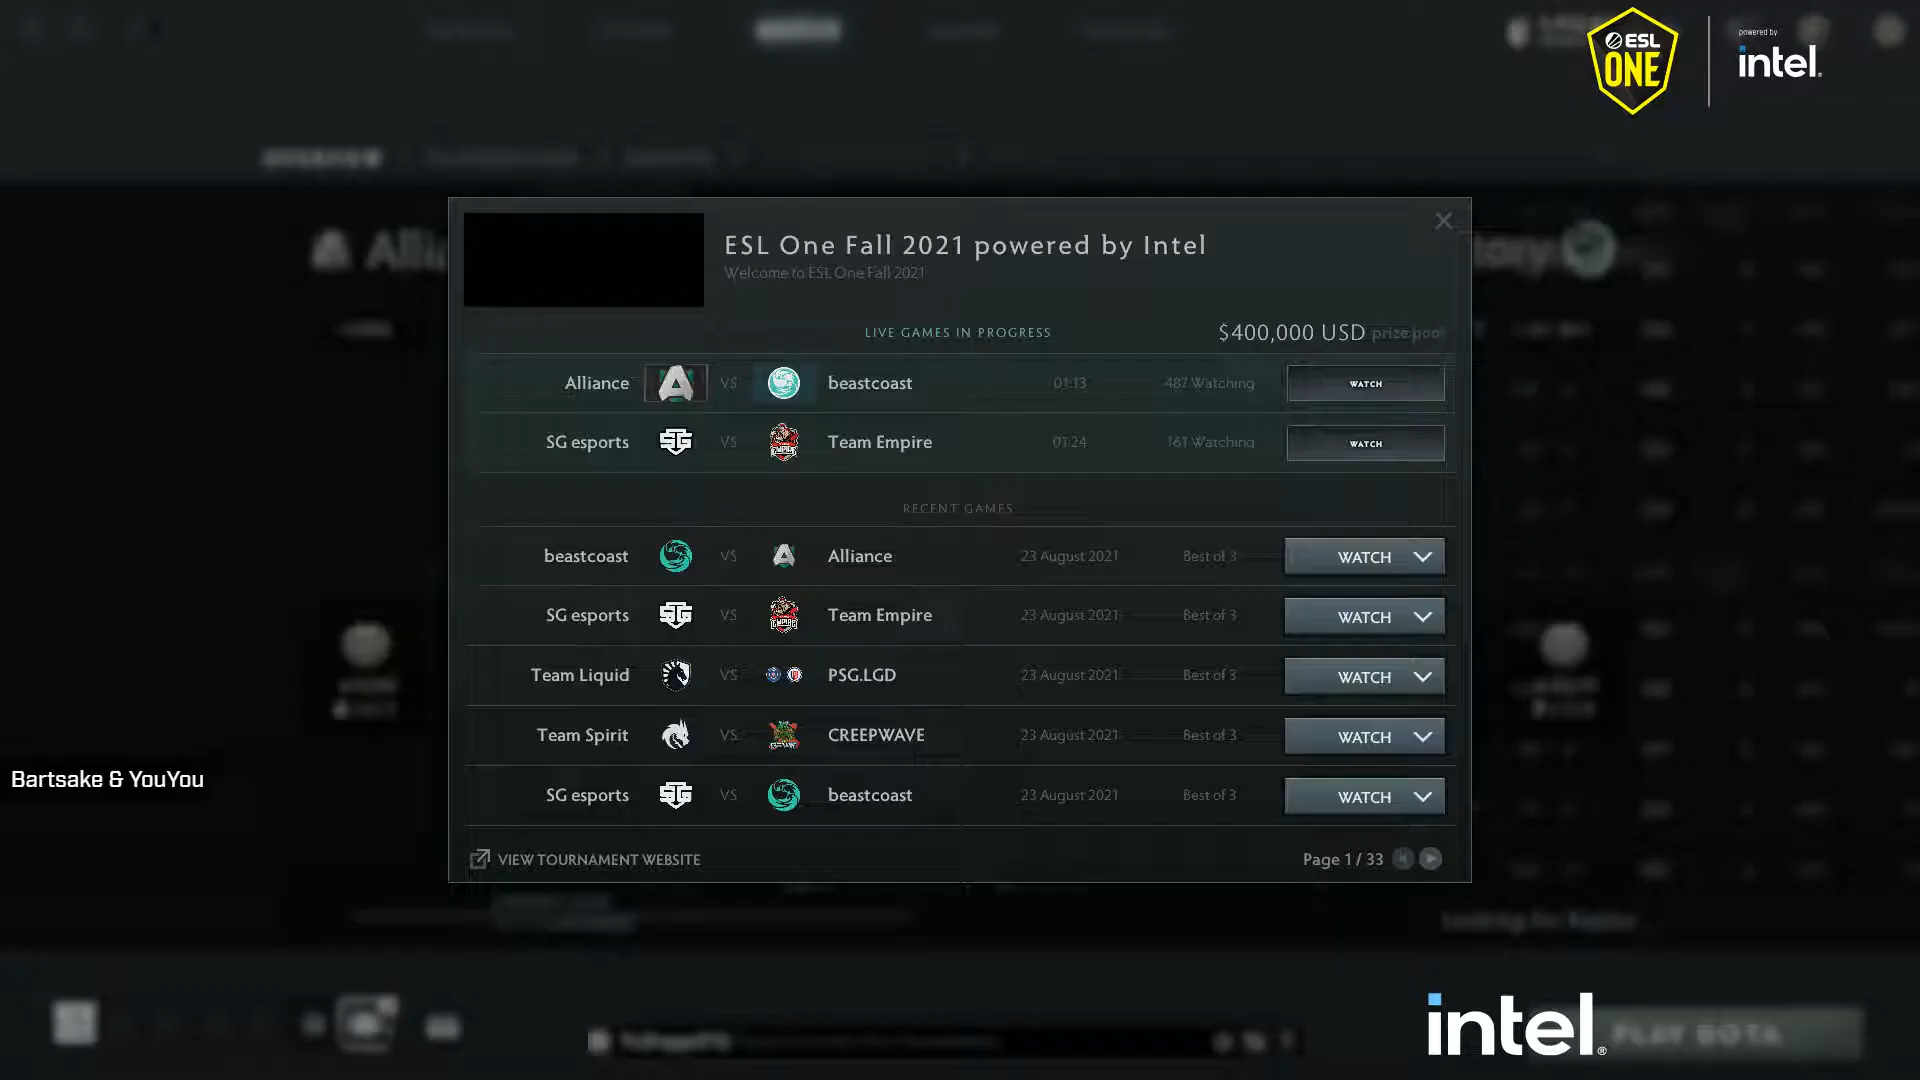 ESL
ONE
powered by
intel.
ESL One Fall 2021 powered by Intel
Welcome to ESL One Fall 2021
LIVE GAMES IN PROGRESS
$400,000 USD prize pool
Alliance VS beastcoast 01:13 487 Watching WATCH
SG esports VS Team Empire 01:24 161 Watching WATCH
RECENT GAMES
beastcoast VS Alliance 23 August 2021 Best of 3 WATCH
SG esports VS Team Empire 23 August 2021 Best of 3 WATCH
Team Liquid VS PSG.LGD 23 August 2021 Best of 3 WATCH
Team Spirit VS CREEPWAVE 23 August 2021 Best of 3 WATCH
SG esports VS beastcoast 23 August 2021 Best of 3 WATCH
Bartsake & YouYou
VIEW TOURNAMENT WEBSITE
Page 1 / 33
intel.
PLAY DOTA